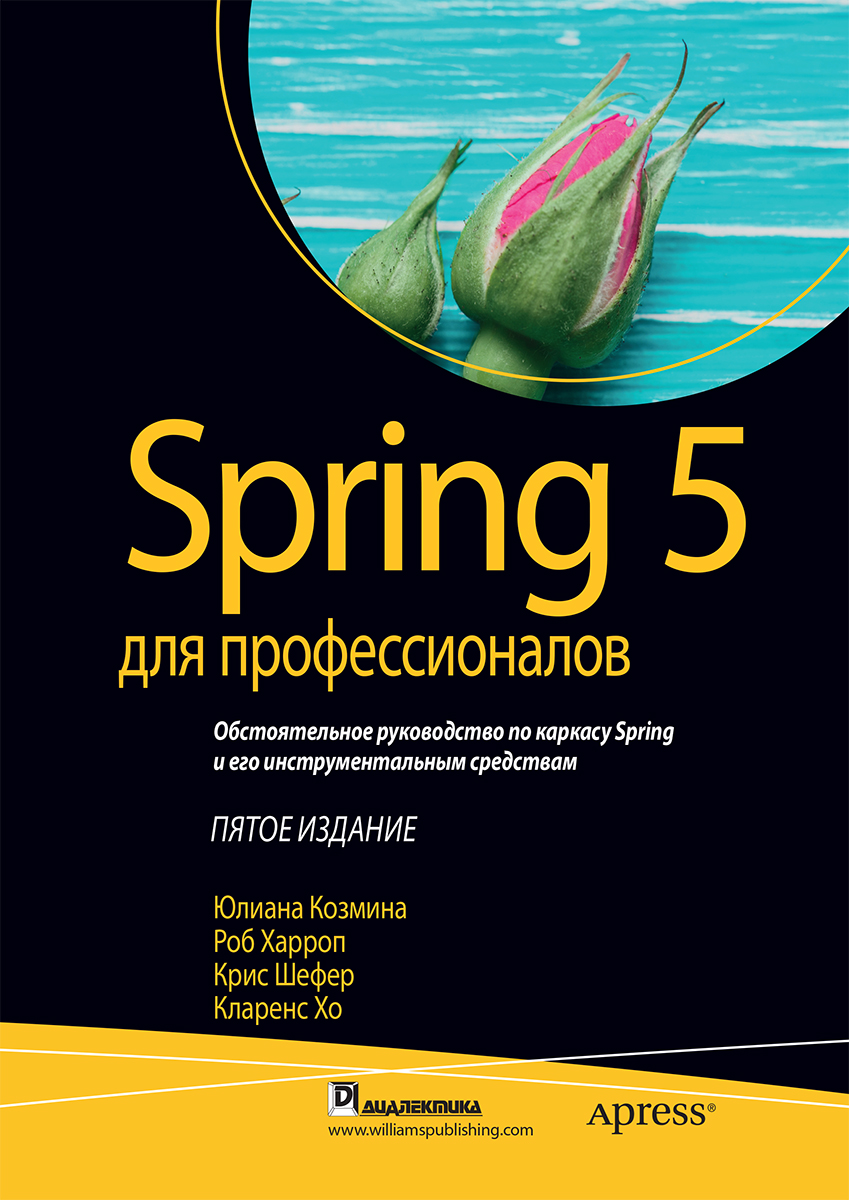 Spring 5
для профессионалов
Обстоятельное руководство по каркасу Spring
и его инструментальным средствам
ПЯТОЕ ИЗДАНИЕ
Юлиана Козмина
Роб Харроп
Крис Шефер
Кларенс Хо
ДИАЛЕКТИКА
www.williamspublishing.com
Apress®